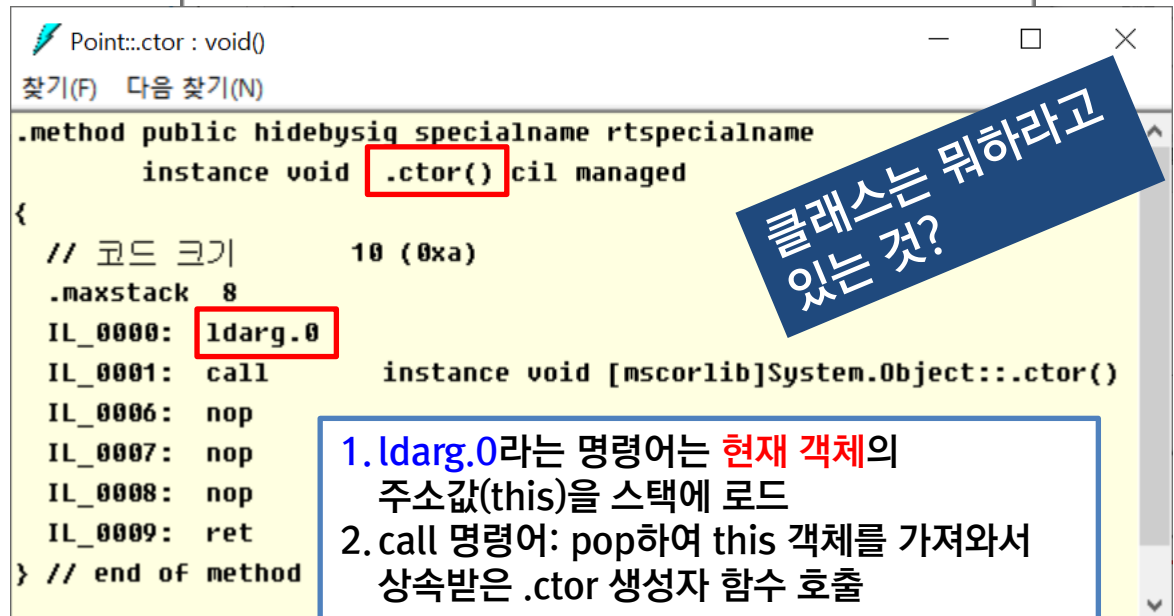 Point::.ctor : void()
찾기(F) 다음 찾기(N)
.method public hidebysig specialname rtspecialname
instance void .ctor() cil managed
{
// 코드 크기 10 (0xa)
.maxstack 8
IL_0000: ldarg.0
IL_0001: call instance void [mscorlib]System.Object::.ctor()
IL_0006: nop
IL_0007: nop
IL_0008: nop
IL_0009: ret
} // end of method
클래스는 뭐하라고
있는 것?
1. ldarg.0라는 명령어는 현재 객체의
주소값(this)을 스택에 로드
2. call 명령어: pop하여 this 객체를 가져와서
상속받은 .ctor 생성자 함수 호출